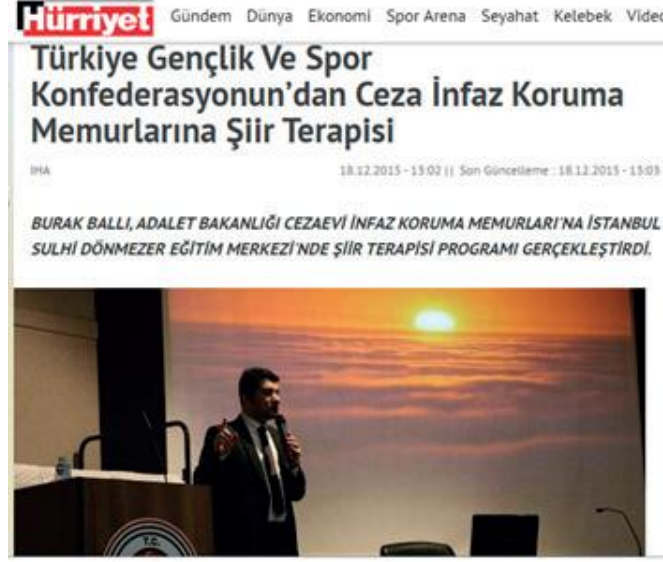 Hürriyet Gündem Dünya Ekonomi Spor Arena Seyahat Kelebek Video
Türkiye Gençlik Ve Spor
Konfederasyonun'dan Ceza İnfaz Koruma
Memurlarına Şiir Terapisi
IHA 18.12.2015 - 13:02 || Son Güncelleme : 18.12.2015 - 13:03
BURAK BALLI, ADALET BAKANLIĞI CEZAEVİ İNFAZ KORUMA MEMURLARI'NA İSTANBUL
SULHİ DÖNMEZER EĞİTİM MERKEZİ'NDE ŞİİR TERAPİSİ PROGRAMI GERÇEKLEŞTİRDİ.
T.C.